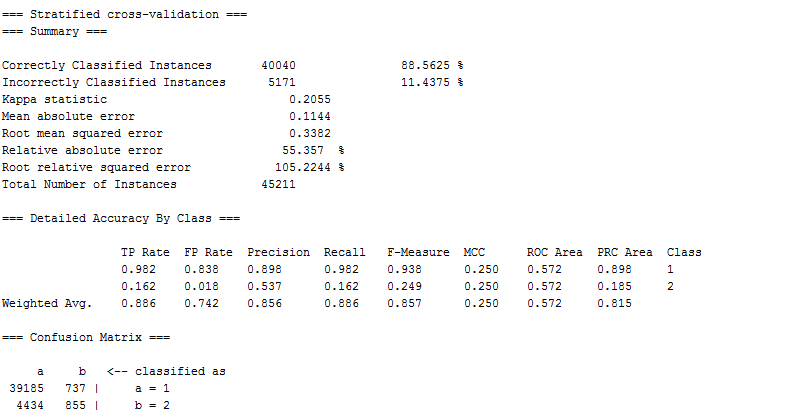 === Stratified cross-validation ===
=== Summary ===
Correctly Classified Instances 40040 88.5625 %
Incorrectly Classified Instances 5171 11.4375 %
Kappa statistic 0.2055
Mean absolute error 0.1144
Root mean squared error 0.3382
Relative absolute error 55.357 %
Root relative squared error 105.2244 %
Total Number of Instances 45211
=== Detailed Accuracy By Class ===
TP Rate FP Rate Precision Recall F-Measure MCC ROC Area PRC Area Class
0.982 0.838 0.898 0.982 0.938 0.250 0.572 0.898 1
0.162 0.018 0.537 0.162 0.249 0.250 0.572 0.185 2
Weighted Avg. 0.886 0.742 0.856 0.886 0.857 0.250 0.572 0.815
=== Confusion Matrix ===
a b <-- classified as
39185 737 | a = 1
4434 855 | b = 2